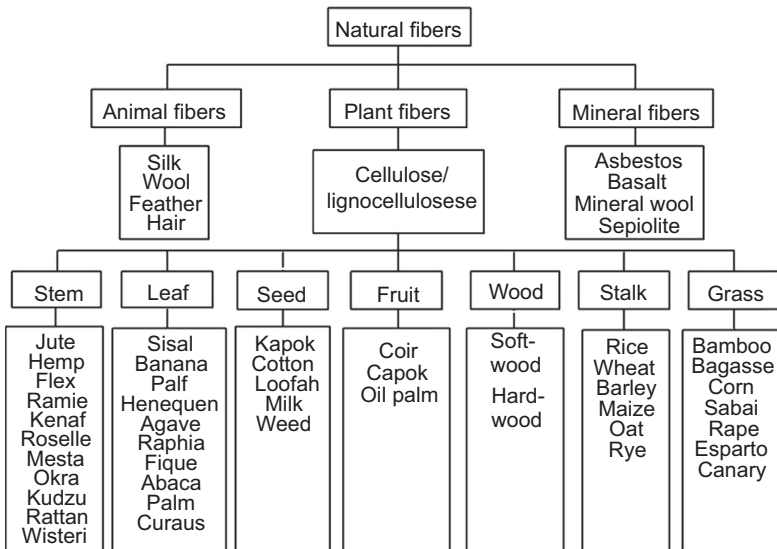 Natural fibers
Animal fibers
Plant fibers
Mineral fibers
Silk
Wool
Feather
Hair
Cellulose/
lignocellulosese
Asbestos
Basalt
Mineral wool
Sepiolite
Stem
Leaf
Seed
Fruit
Wood
Stalk
Grass
Jute
Hemp
Flex
Ramie
Kenaf
Roselle
Mesta
Okra
Kudzu
Rattan
Wisteri
Sisal
Banana
Palf
Henequen
Agave
Raphia
Fique
Abaca
Palm
Curaus
Kapok
Cotton
Loofah
Milk
Weed
Coir
Capok
Oil palm
Soft-
wood
Hard-
wood
Rice
Wheat
Barley
Maize
Oat
Rye
Bamboo
Bagasse
Corn
Sabai
Rape
Esparto
Canary